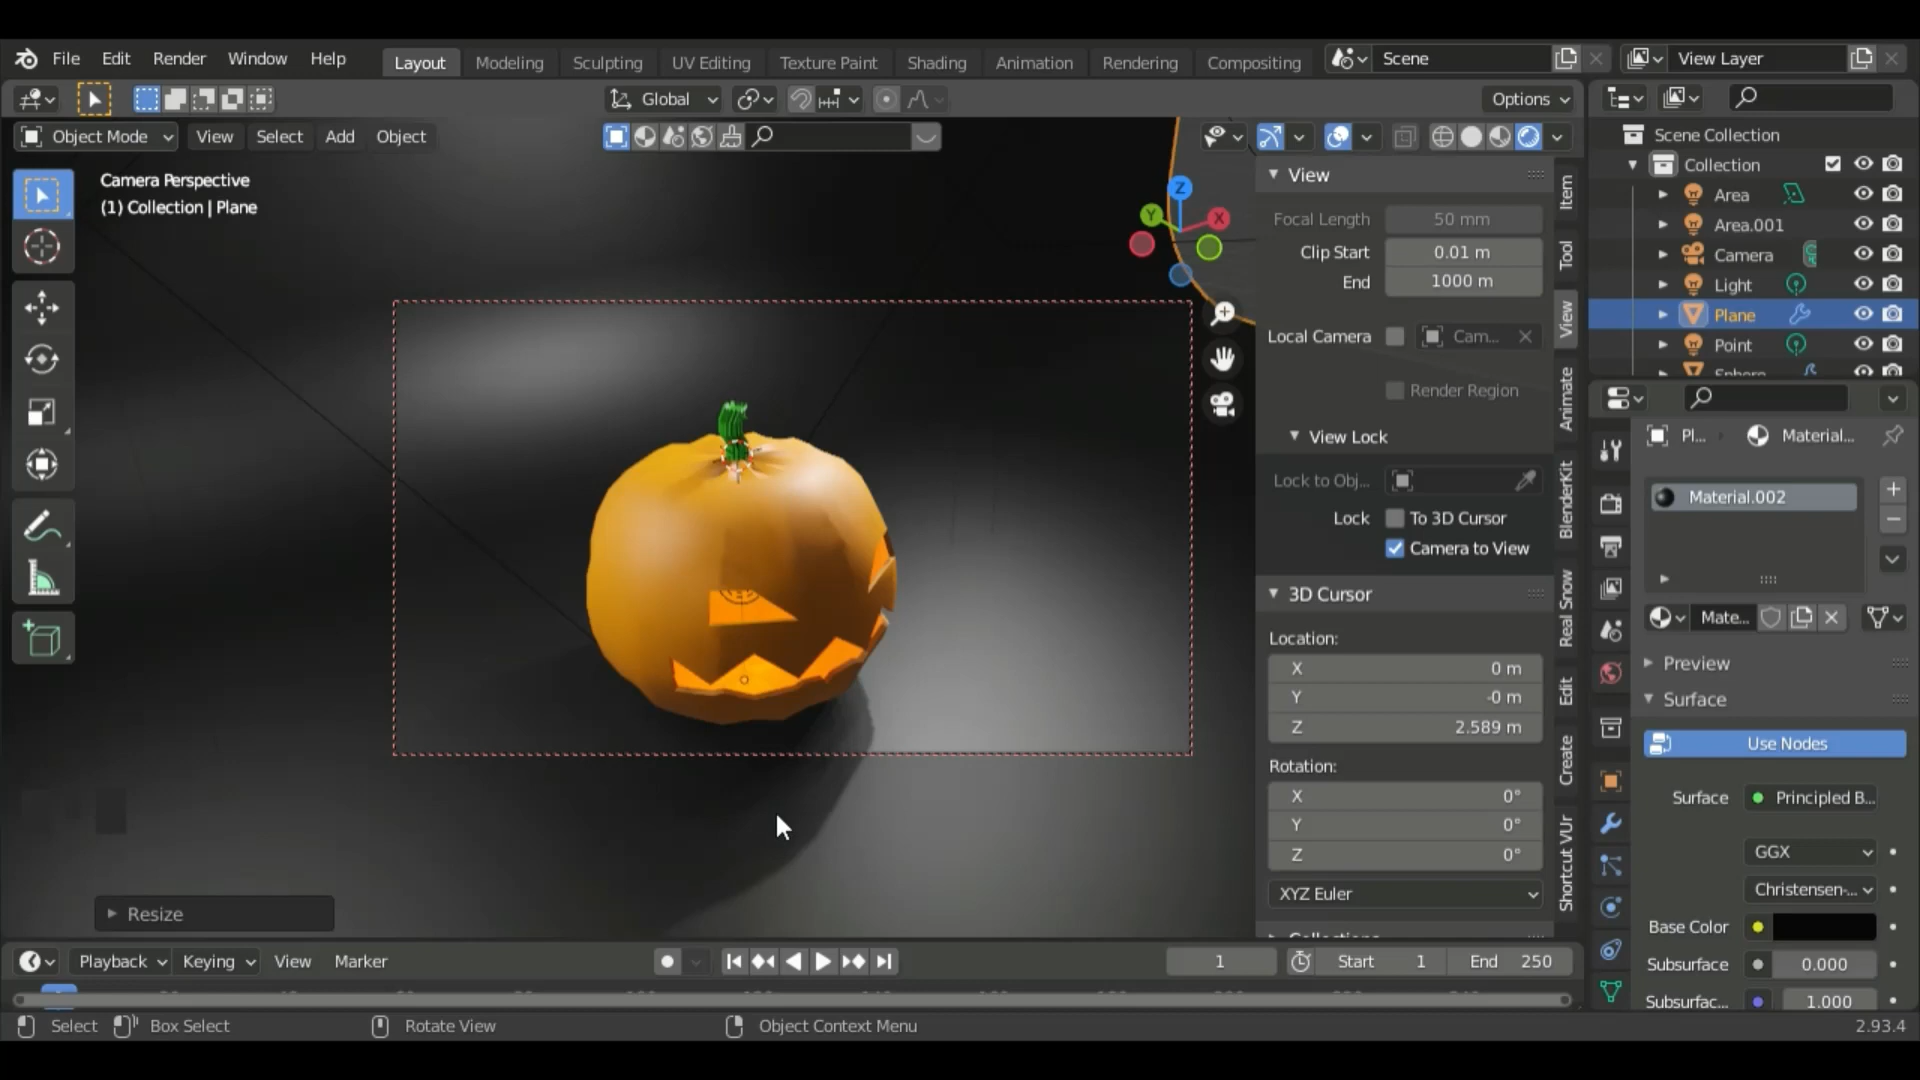 File Edit Render Window Help Layout Modeling Sculpting UV Editing Texture Paint Shading Animation Rendering Compositing Scene View Layer
Global Options
Object Mode View Select Add Object
Camera Perspective
(1) Collection | Plane
X
Y
Z
View
Focal Length 50 mm
Clip Start 0.01 m
End 1000 m
Local Camera Cam...
Render Region
View Lock
Lock to Obj...
Lock To 3D Cursor
Camera to View
3D Cursor
Location:
X 0 m
Y -0 m
Z 2.589 m
Rotation:
X 0°
Y 0°
Z 0°
XYZ Euler
Item
Tool
View
Animate
BlenderKit
Real Snow
Edit
Create
Shortcut VUr
Scene Collection
Collection
Area
Area.001
Camera
Light
Plane
Point
Sphere
Pl... Material...
Material.002
Mate...
Preview
Surface
Use Nodes
Surface Principled B...
GGX
Christensen-...
Base Color
Subsurface 0.000
Subsurfac... 1.000
Resize
Playback Keying View Marker 1 Start 1 End 250
Select Box Select Rotate View Object Context Menu 2.93.4